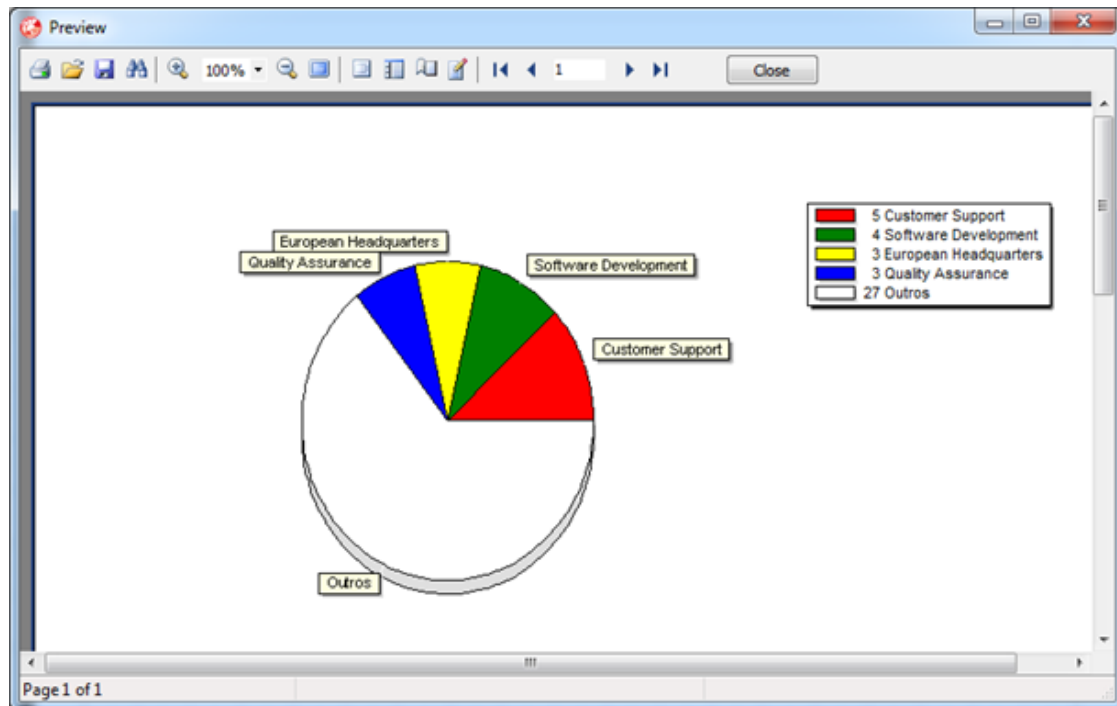 Preview
100%
1
Close
5 Customer Support
4 Software Development
3 European Headquarters
3 Quality Assurance
27 Outros
European Headquarters
Quality Assurance
Software Development
Customer Support
Outros
Page 1 of 1